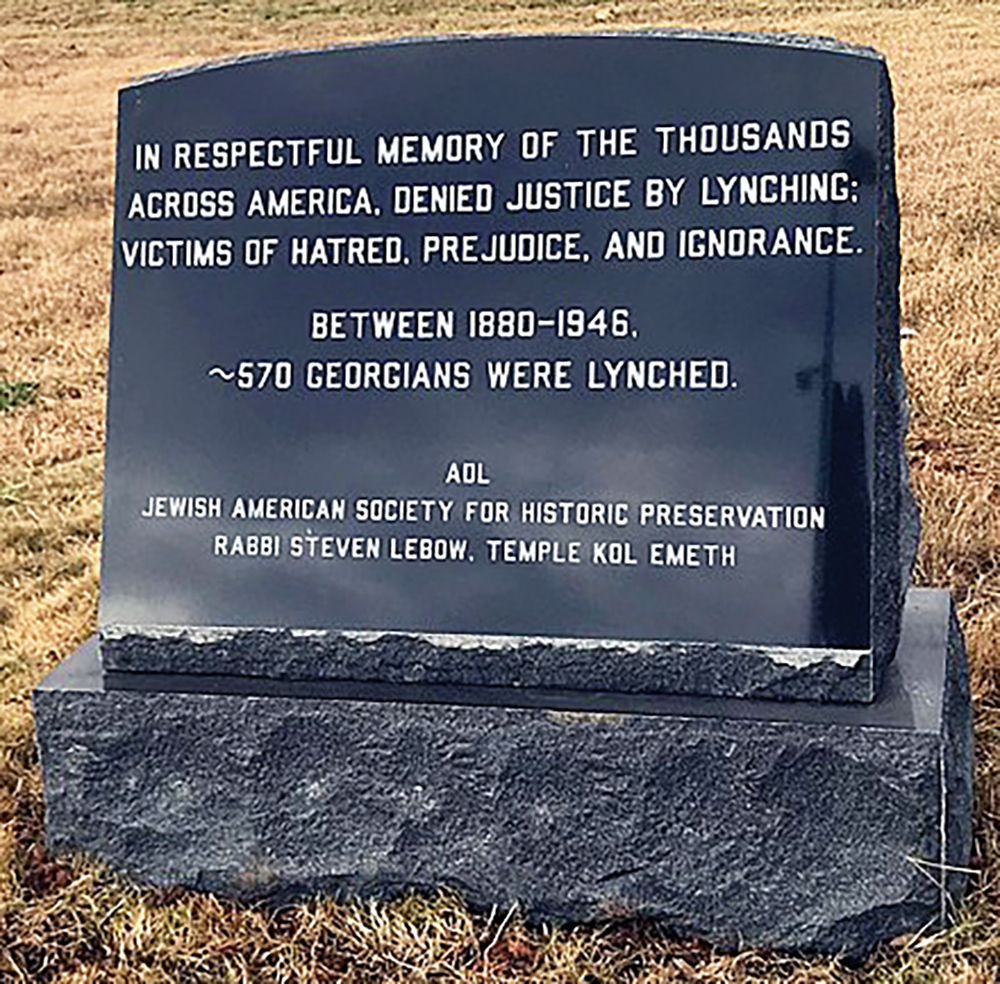 IN RESPECTFUL MEMORY OF THE THOUSANDS
ACROSS AMERICA, DENIED JUSTICE BY LYNCHING;
VICTIMS OF HATRED, PREJUDICE, AND IGNORANCE.
BETWEEN 1880-1946,
~570 GEORGIANS WERE LYNCHED.
ADL
JEWISH AMERICAN SOCIETY FOR HISTORIC PRESERVATION
RABBI STEVEN LEBOW, TEMPLE KOL EMETH